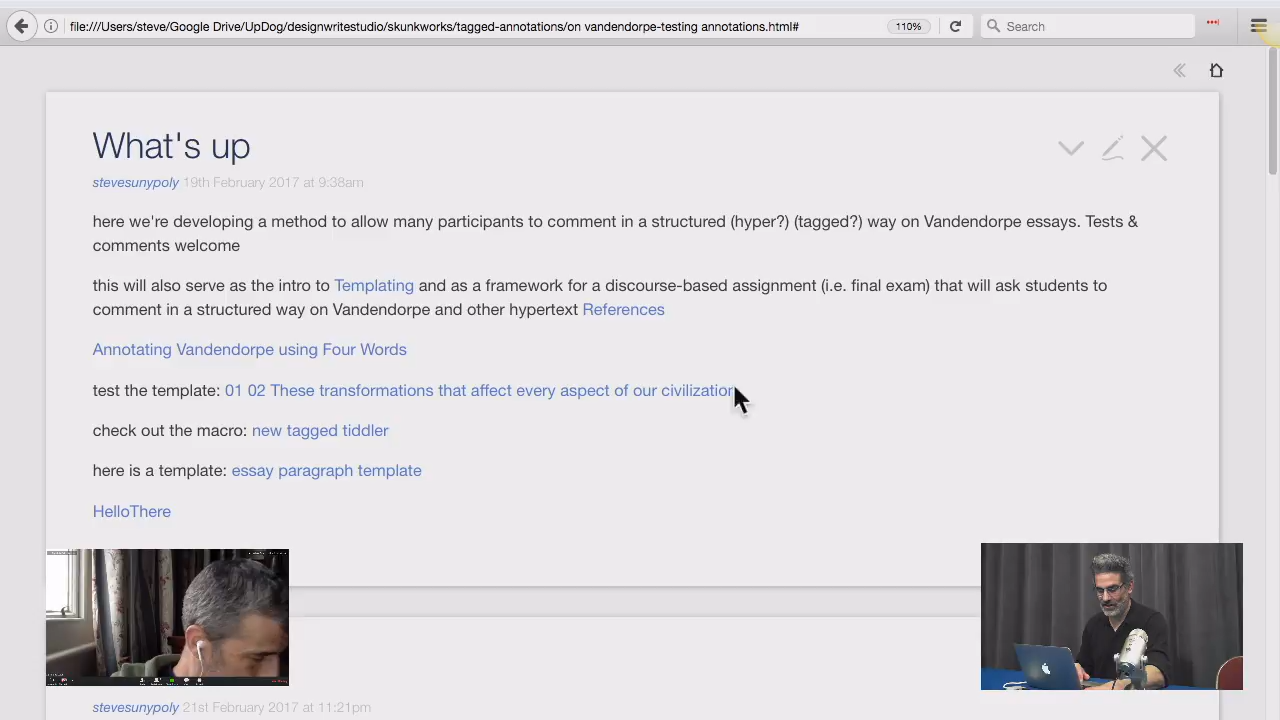 file:///Users/steve/Google Drive/UpDog/designwritestudio/skunkworks/tagged-annotations/on vandendorpe-testing annotations.html#
110%
Search
What's up
stevesunypoly 19th February 2017 at 9:38am
here we're developing a method to allow many participants to comment in a structured (hyper?) (tagged?) way on Vandendorpe essays. Tests &
comments welcome
this will also serve as the intro to Templating and as a framework for a discourse-based assignment (i.e. final exam) that will ask students to
comment in a structured way on Vandendorpe and other hypertext References
Annotating Vandendorpe using Four Words
test the template: 01 02 These transformations that affect every aspect of our civilization
check out the macro: new tagged tiddler
here is a template: essay paragraph template
HelloThere
stevesunypoly 21st February 2017 at 11:21pm